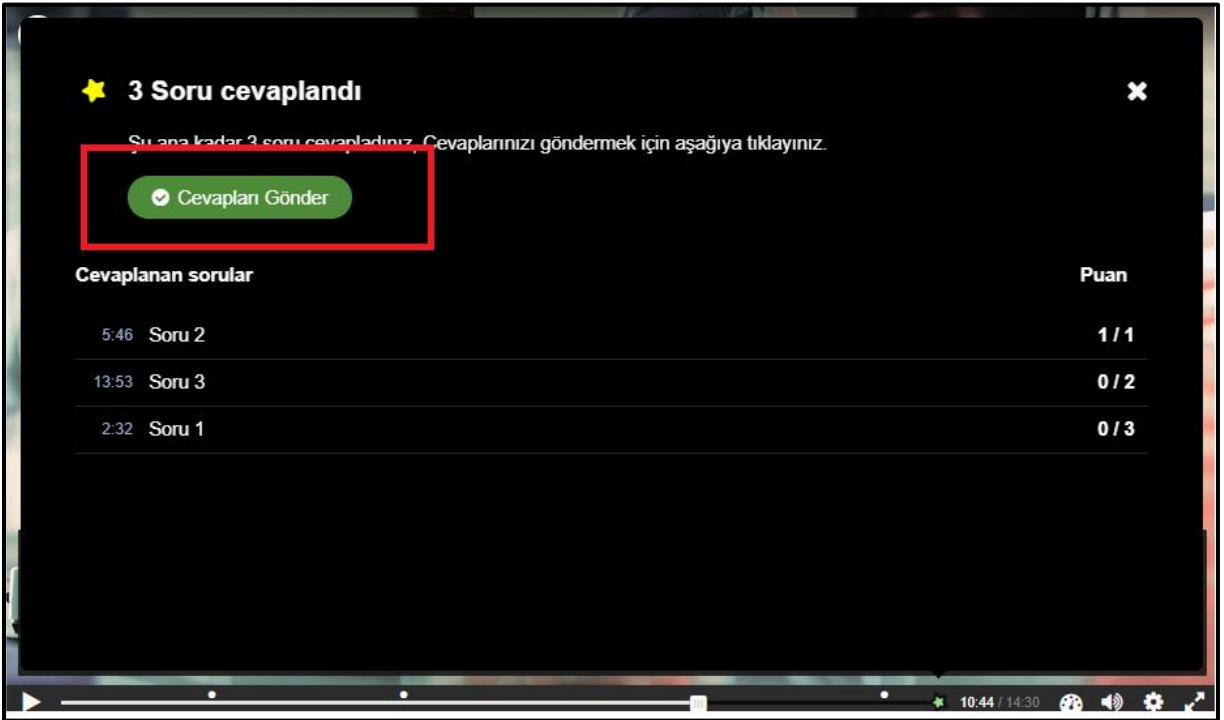 3 Soru cevaplandı
Şu ana kadar 3 soru cevapladınız, Cevaplarınızı göndermek için aşağıya tıklayınız.
Cevapları Gönder
Cevaplanan sorular Puan
5:46 Soru 2 1 / 1
13:53 Soru 3 0 / 2
2:32 Soru 1 0 / 3
10:44 / 14:30